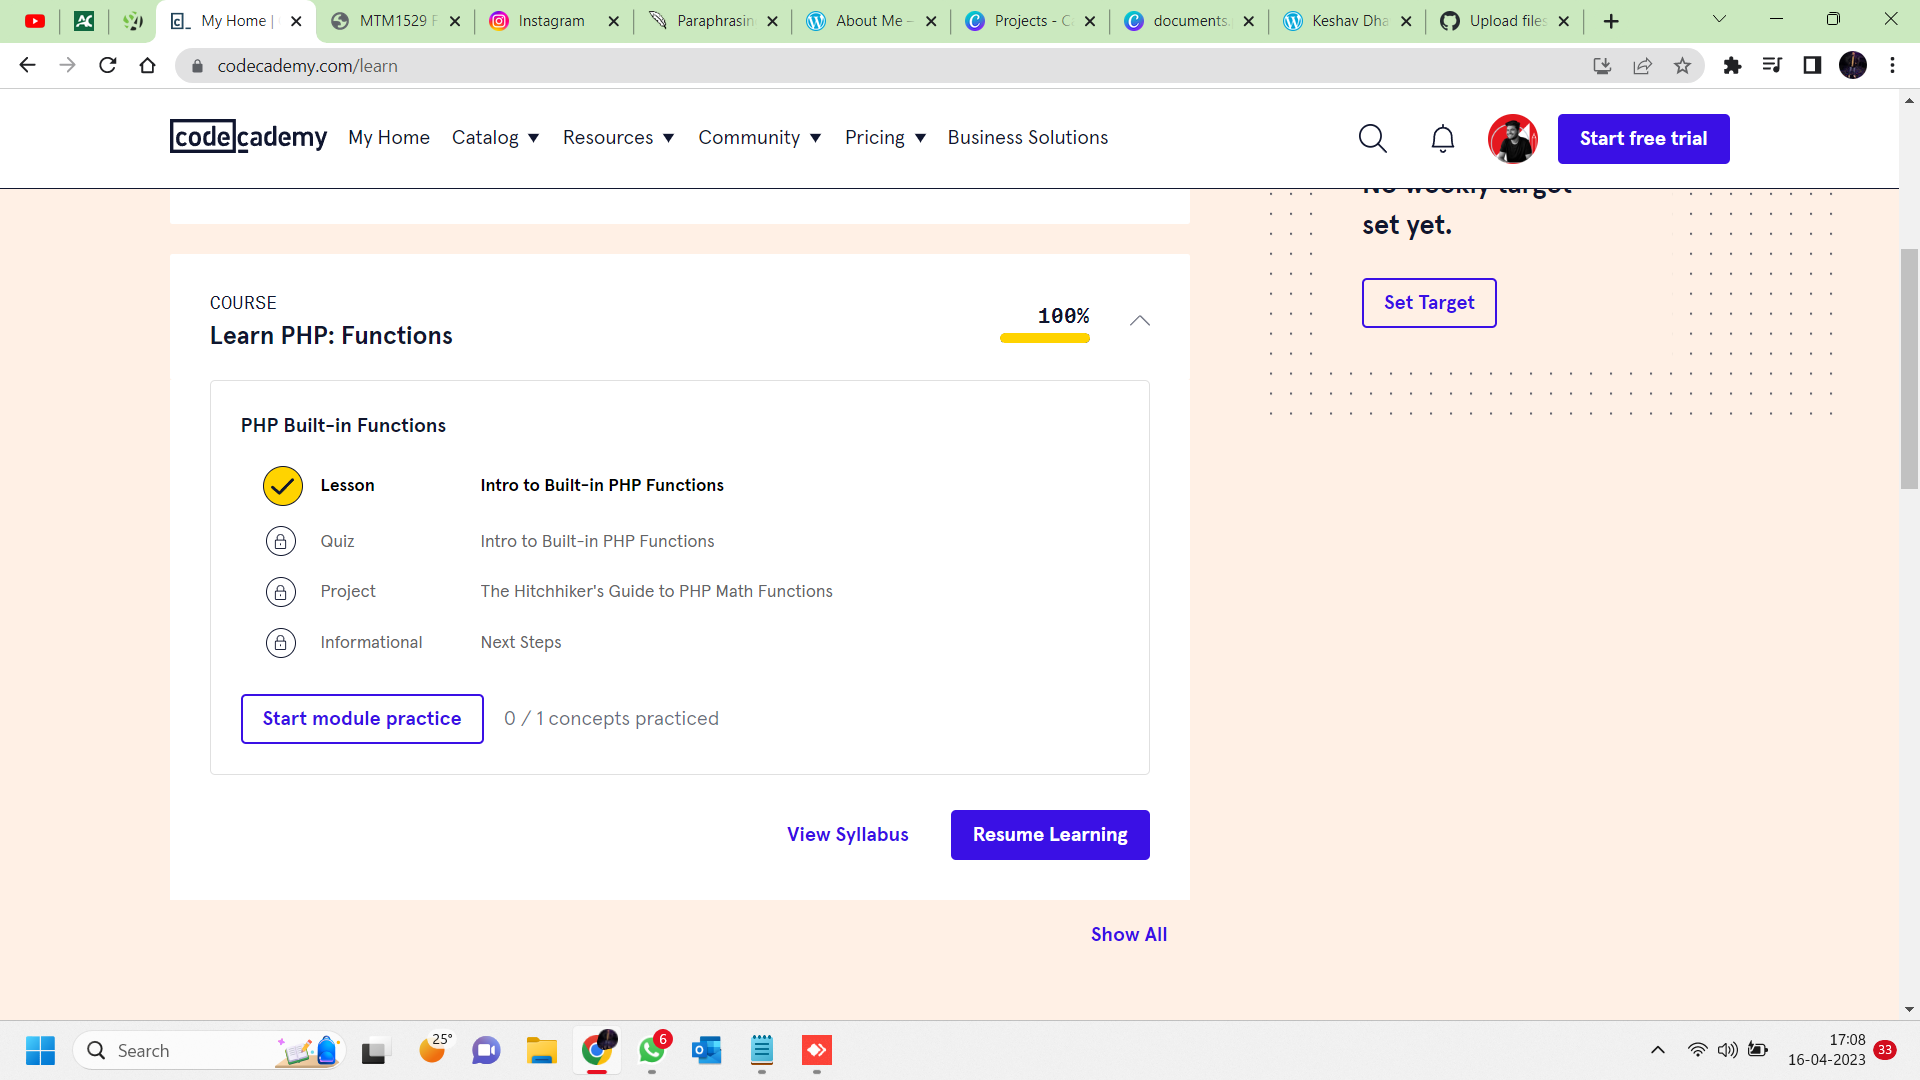 My Home |
MTM1529 F
Instagram
Paraphrasin
About Me –
Projects - C
documents.
Keshav Dha
Upload files
codecademy.com/learn
codecademy
My Home
Catalog
Resources
Community
Pricing
Business Solutions
Start free trial
No weekly target
set yet.
Set Target
COURSE
Learn PHP: Functions
100%
PHP Built-in Functions
Lesson Intro to Built-in PHP Functions
Quiz Intro to Built-in PHP Functions
Project The Hitchhiker's Guide to PHP Math Functions
Informational Next Steps
Start module practice 0 / 1 concepts practiced
View Syllabus
Resume Learning
Show All
Search
25°
6
17:08
16-04-2023
33